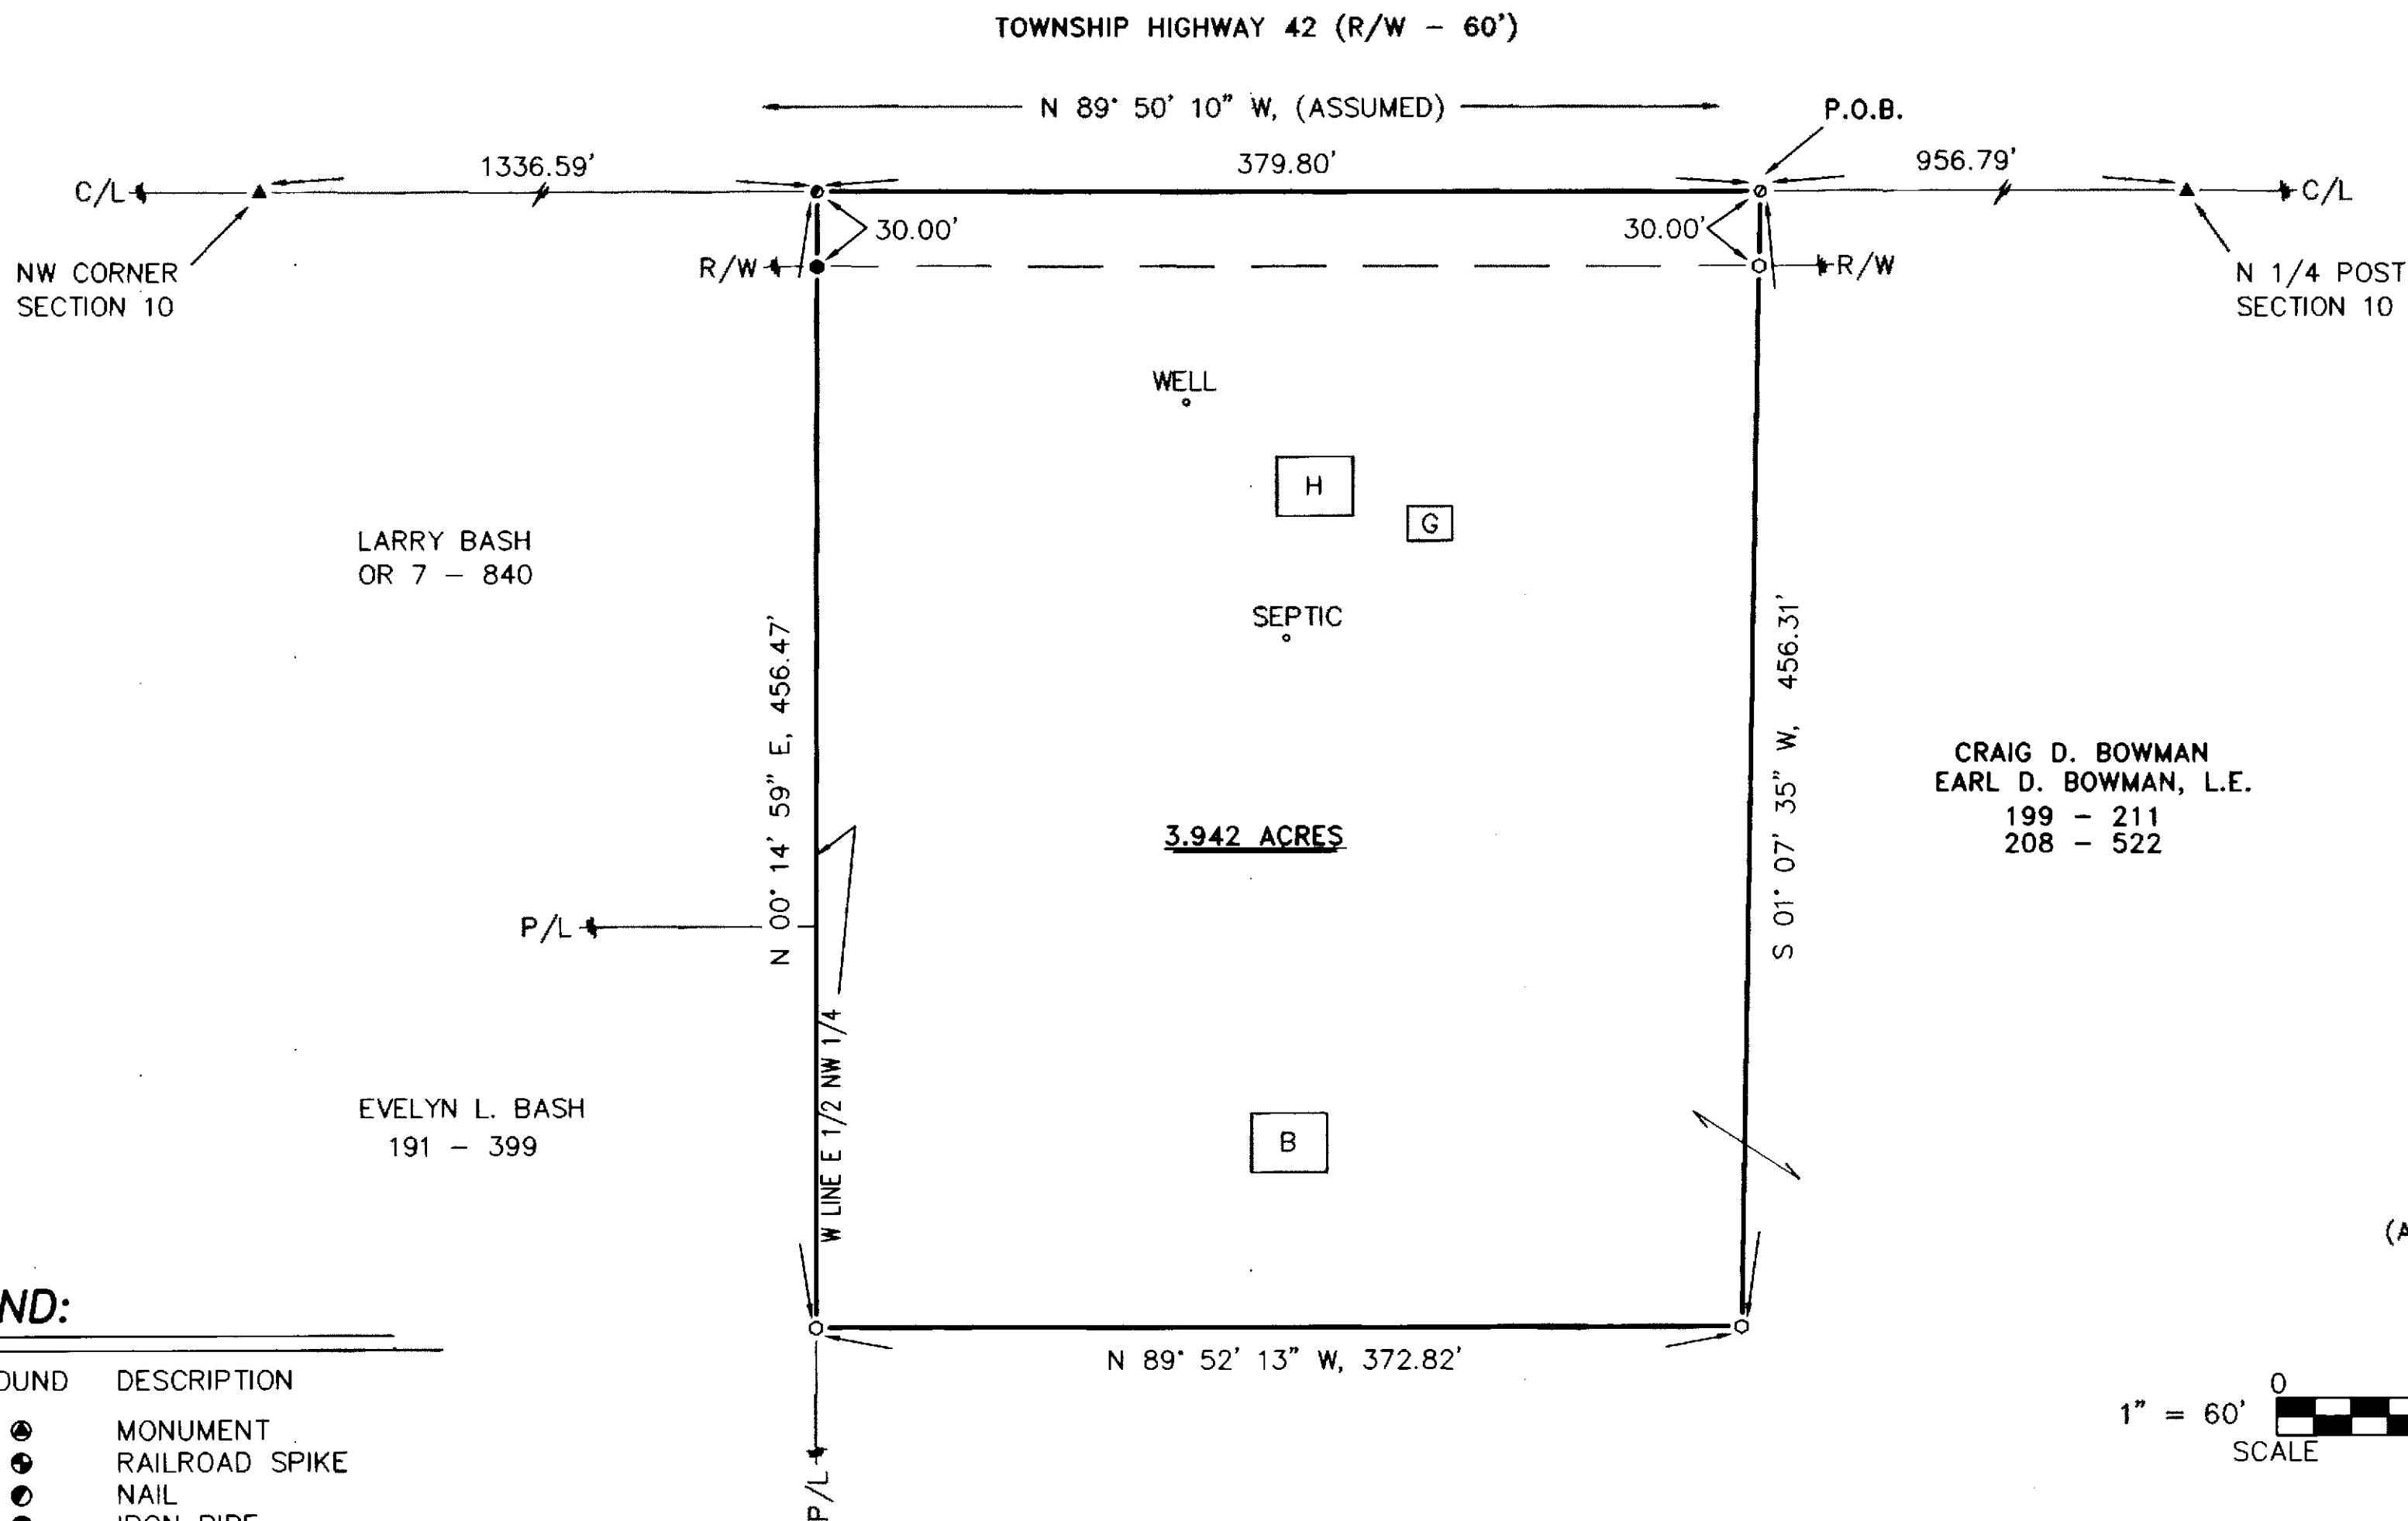 TOWNSHIP HIGHWAY 42 (R/W - 60')
N 89° 50' 10" W, (ASSUMED)
P.O.B.
1336.59'
379.80'
956.79'
C/L
C/L
30.00'
30.00'
NW CORNER
SECTION 10
R/W
R/W
N 1/4 POST
SECTION 10
WELL
H
G
LARRY BASH
OR 7 - 840
SEPTIC
N 00° 14' 59" E, 456.47'
S 01° 07' 35" W, 456.31'
CRAIG D. BOWMAN
EARL D. BOWMAN, L.E.
199 - 211
208 - 522
3.942 ACRES
P/L
W LINE E 1/2 NW 1/4
EVELYN L. BASH
191 - 399
B
(A
ND:
N 89° 52' 13" W, 372.82'
OUND DESCRIPTION
MONUMENT
RAILROAD SPIKE
NAIL
IRON PIPE
P/L
0
1" = 60'
SCALE